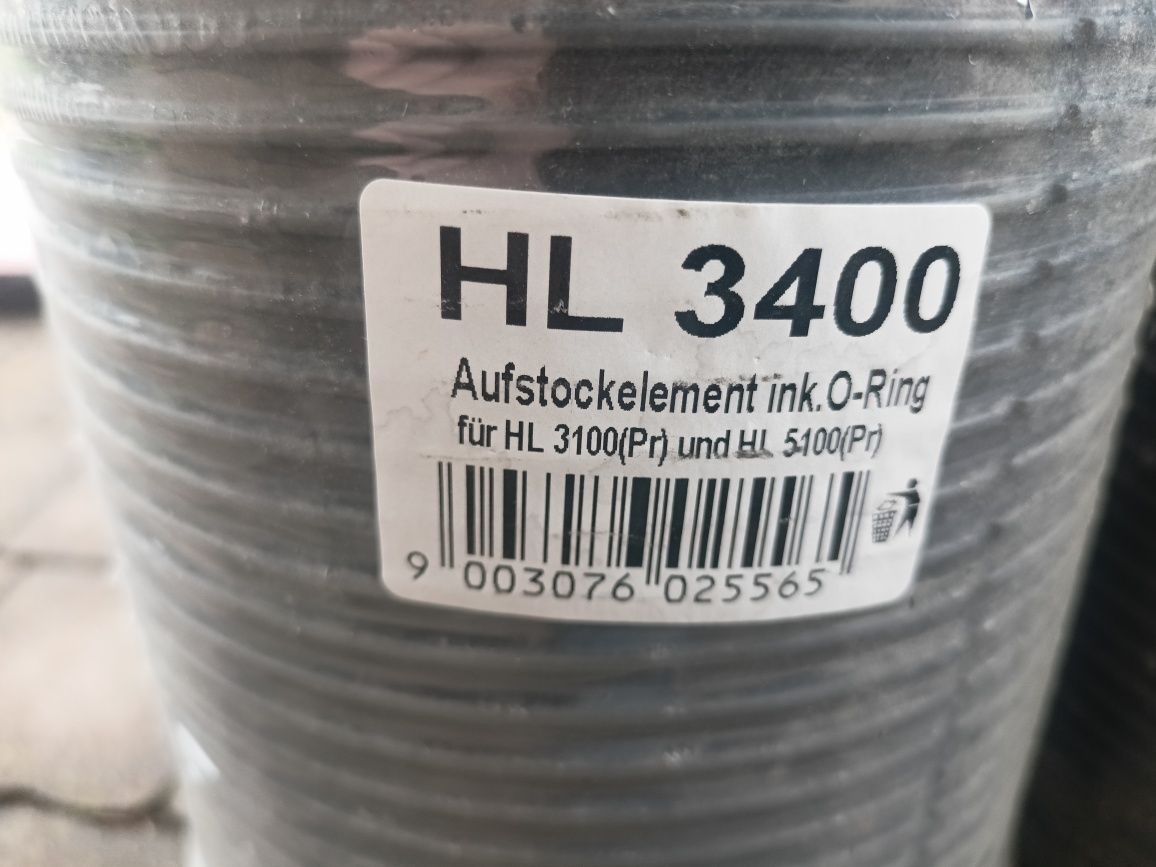 HL 3400
Aufstockelement ink.O-Ring
für HL 3100(Pr) und HL 5100(Pr)
9 003076 025565